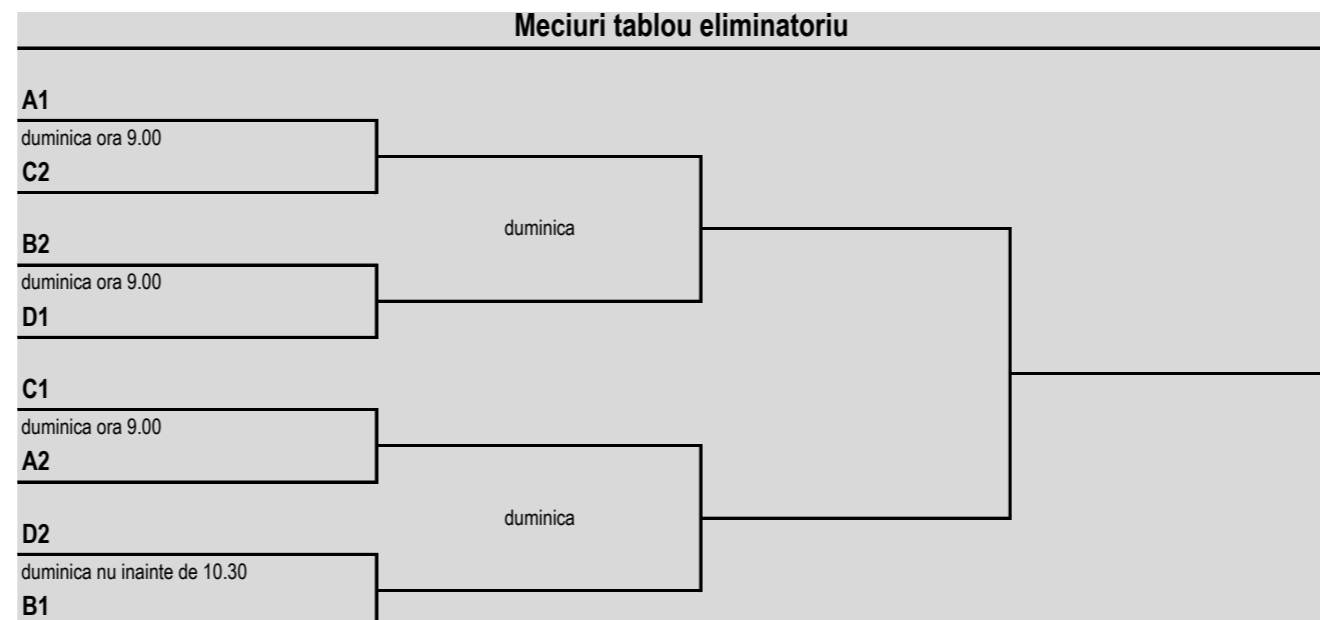 Meciuri tablou eliminatoriu
A1
duminica ora 9.00
C2
duminica
B2
duminica ora 9.00
D1
C1
duminica ora 9.00
A2
duminica
D2
duminica nu inainte de 10.30
B1